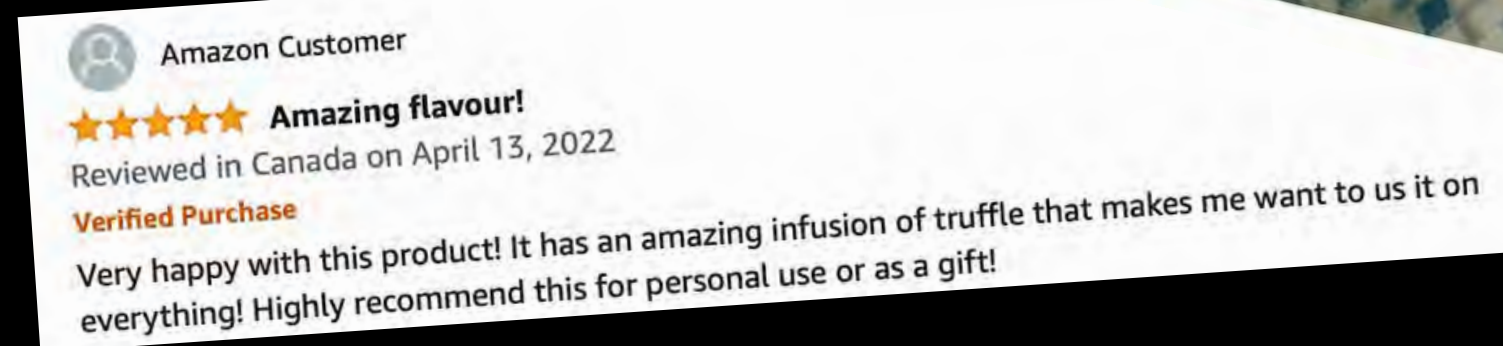 Amazon Customer
Amazing flavour!
Reviewed in Canada on April 13, 2022
Verified Purchase
Very happy with this product! It has an amazing infusion of truffle that makes me want to us it on
everything! Highly recommend this for personal use or as a gift!